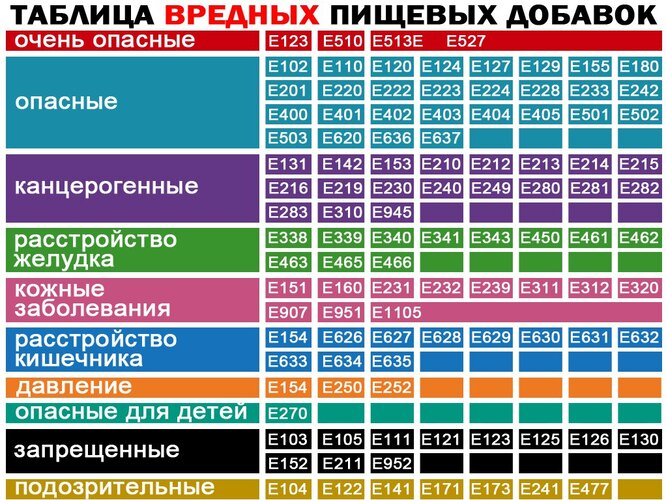 ТАБЛИЦА ВРЕДНЫХ ПИЩЕВЫХ ДОБАВОК
очень опасные E123 E510 E513E E527
E102 E110 E120 E124 E127 E129 E155 E180
опасные E201 E220 E222 E223 E224 E228 E233 E242
E400 E401 E402 E403 E404 E405 E501 E502
E503 E620 E636 E637
E131 E142 E153 E210 E212 E213 E214 E215
канцерогенные E216 E219 E230 E240 E249 E280 E281 E282
E283 E310 E945
расстройство E338 E339 E340 E341 E343 E450 E461 E462
желудка E463 E465 E466
кожные E151 E160 E231 E232 E239 E311 E312 E320
заболевания E907 E951 E1105
расстройство E154 E626 E627 E628 E629 E630 E631 E632
кишечника E633 E634 E635
давление E154 E250 E252
опасные для детей E270
запрещенные E103 E105 E111 E121 E123 E125 E126 E130
E152 E211 E952
подозрительные E104 E122 E141 E171 E173 E241 E477